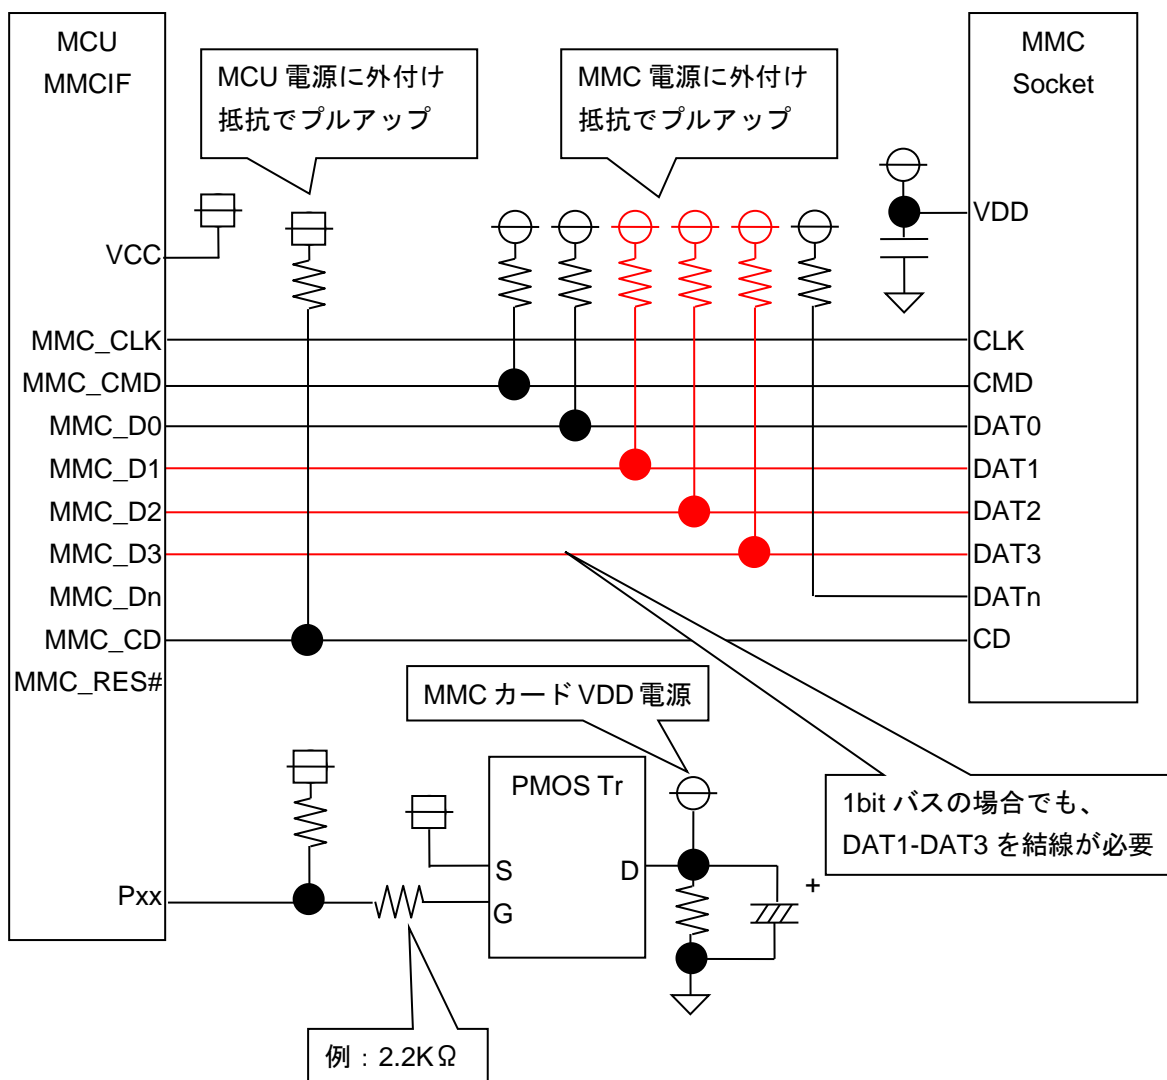 MCU
MMCIF
MCU 電源に外付け
抵抗でプルアップ
MMC 電源に外付け
抵抗でプルアップ
MMC
Socket
VDD
VCC
MMC_CLK
CLK
MMC_CMD
CMD
MMC_D0
DAT0
MMC_D1
DAT1
MMC_D2
DAT2
MMC_D3
DAT3
MMC_Dn
DATn
MMC_CD
CD
MMC_RES#
MMC カード VDD 電源
PMOS Tr
1bit バスの場合でも、
DAT1-DAT3 を結線が必要
S
D
+
Pxx
G
例：2.2KΩ